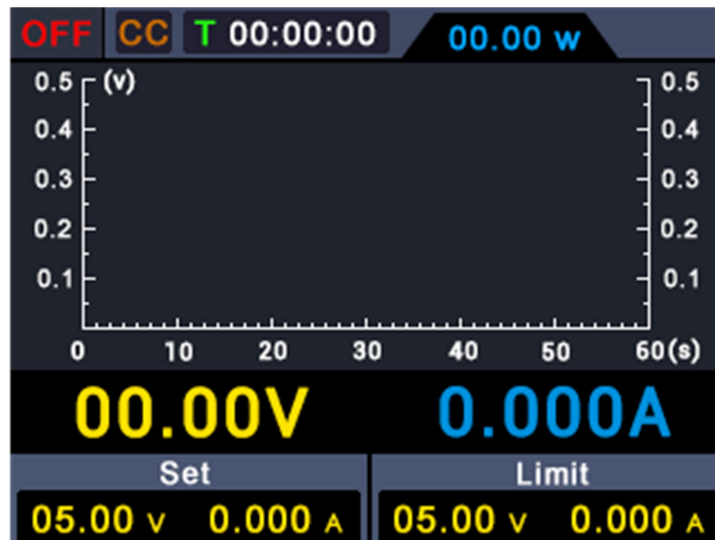 OFF CC T 00:00:00 00.00 w
0.5 (v) 0.5
0.4 0.4
0.3 0.3
0.2 0.2
0.1 0.1
0 10 20 30 40 50 60(s)
00.00V 0.000A
Set Limit
05.00 v 0.000 A 05.00 v 0.000 A